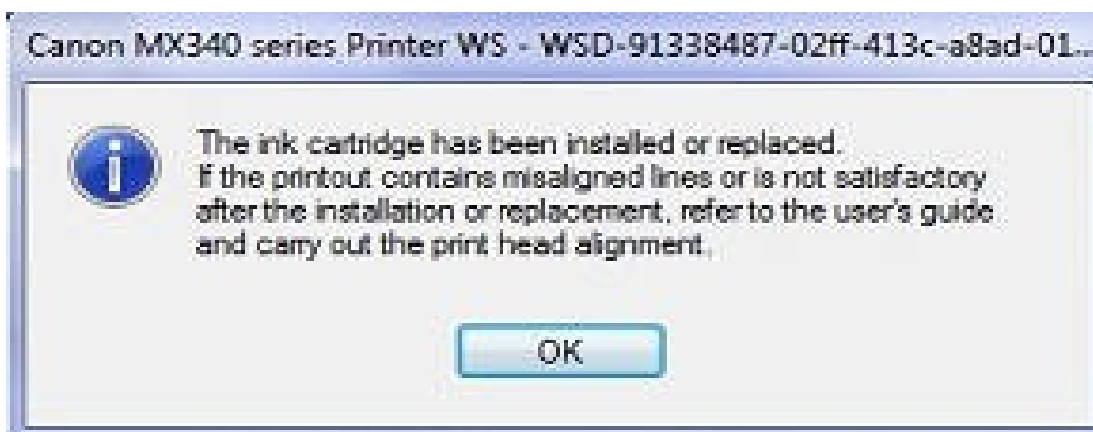 Canon MX340 series Printer WS - WSD-91338487-02ff-413c-a8ad-01...
The ink cartridge has been installed or replaced.
If the printout contains misaligned lines or is not satisfactory
after the installation or replacement, refer to the user's guide
and carry out the print head alignment.
OK